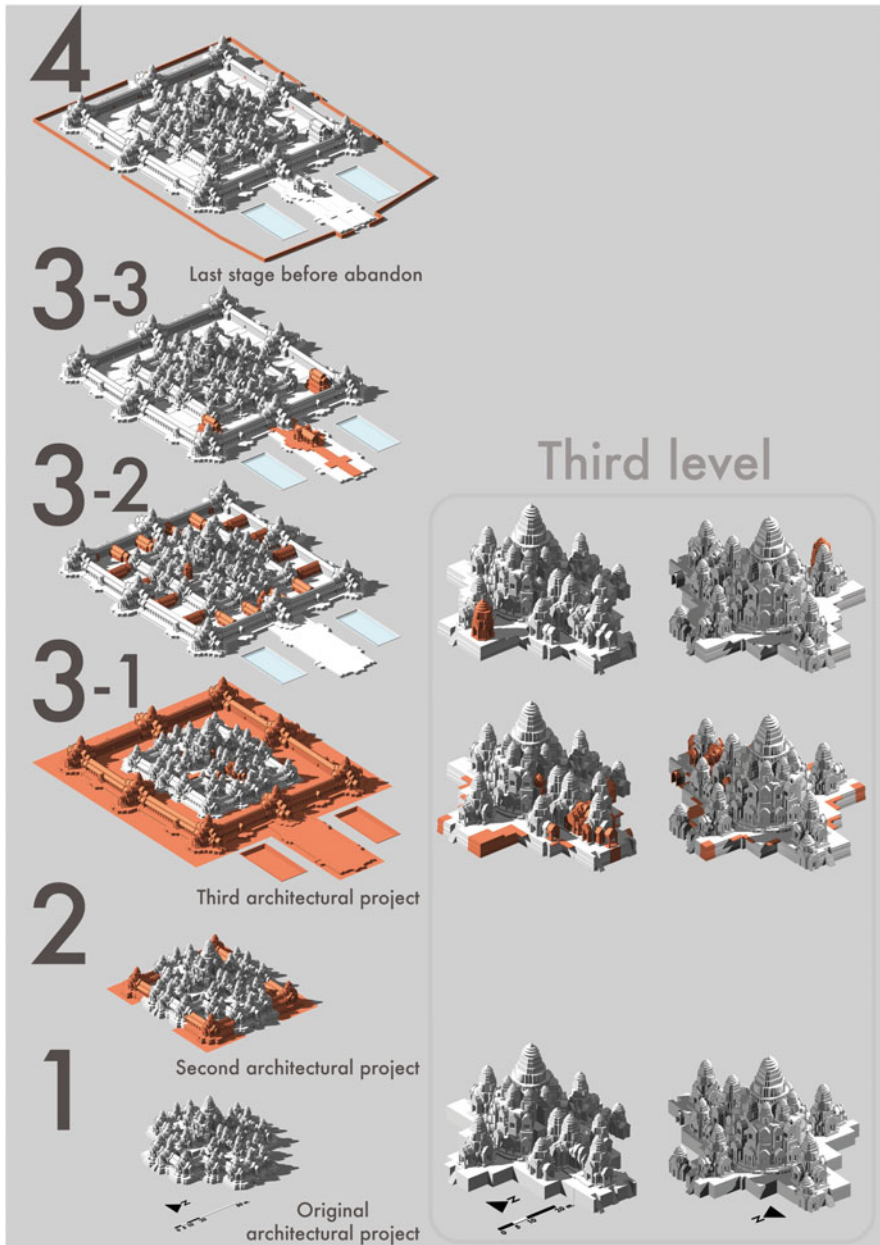 4
Last stage before abandon
3-3
3-2
Third level
3-1
Third architectural project
2
Second architectural project
1
Original
architectural project
N
N
N